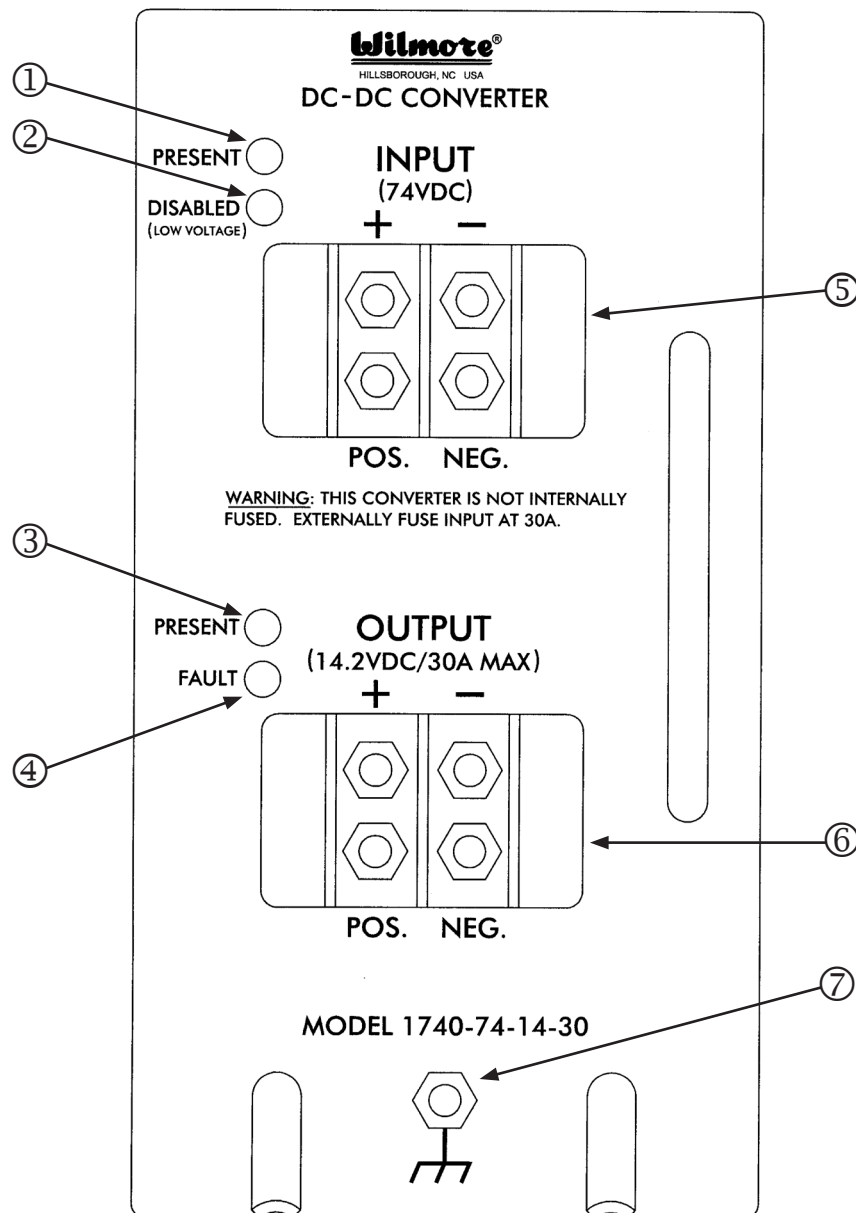 Wilmore®
HILLSBOROUGH, NC USA
DC-DC CONVERTER
①
②
PRESENT
INPUT
(74VDC)
DISABLED
(LOW VOLTAGE)
+ −
⑤
POS. NEG.
WARNING: THIS CONVERTER IS NOT INTERNALLY
FUSED. EXTERNALLY FUSE INPUT AT 30A.
③
PRESENT
OUTPUT
(14.2VDC/30A MAX)
FAULT
+ −
④
⑥
POS. NEG.
⑦
MODEL 1740-74-14-30